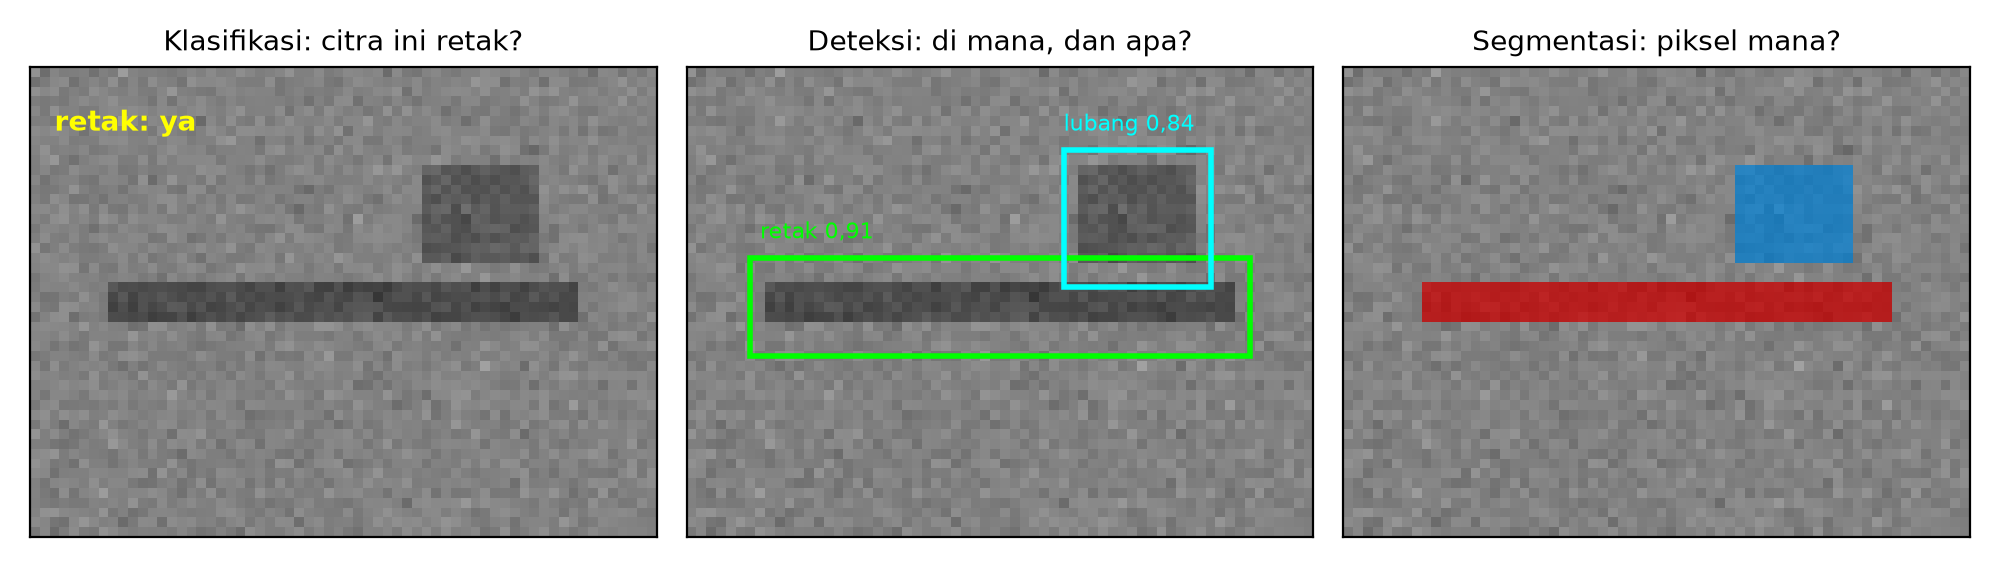 Klasifikasi: citra ini retak?
retak: ya
Deteksi: di mana, dan apa?
lubang 0,84
retak 0,91
Segmentasi: piksel mana?